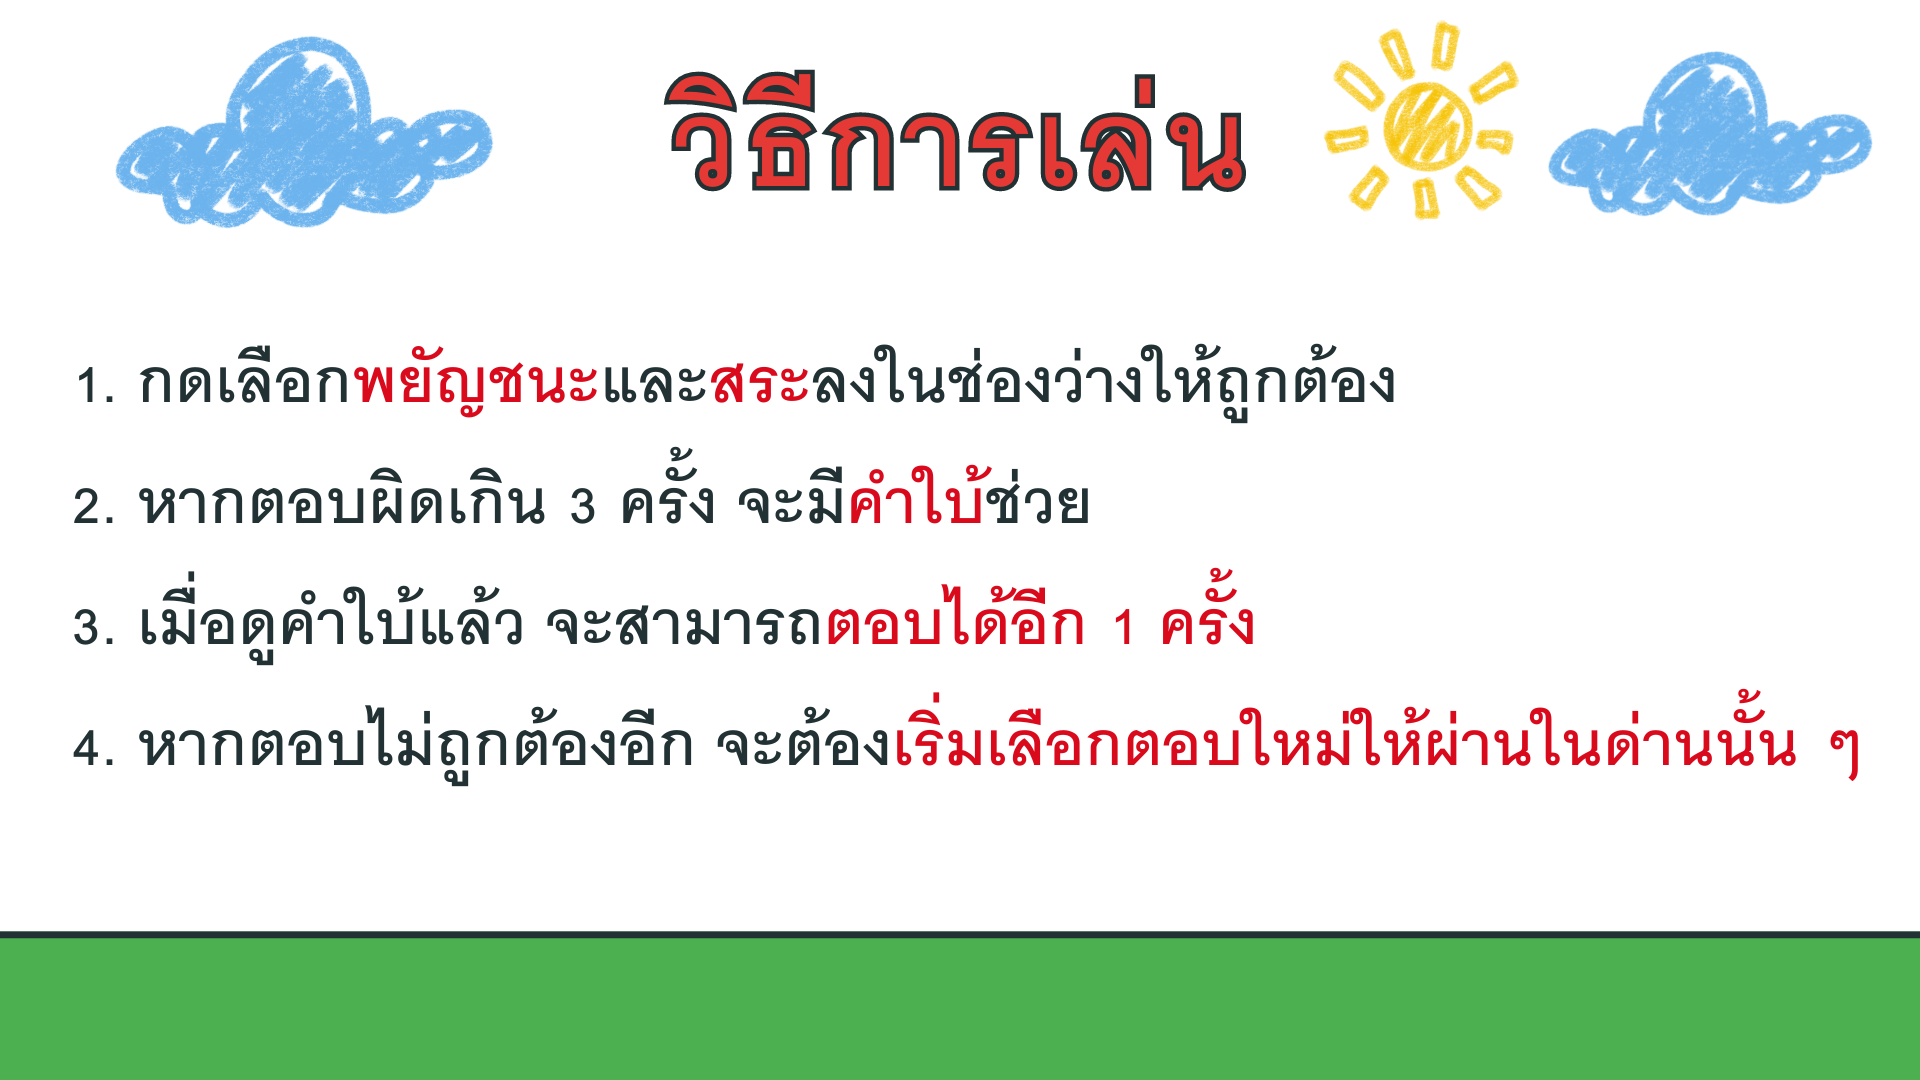 วิธีการเล่น
1. กดเลือกพยัญชนะและสระลงในช่องว่างให้ถูกต้อง
2. หากตอบผิดเกิน 3 ครั้ง จะมีคำใบ้ช่วย
3. เมื่อดูคำใบ้แล้ว จะสามารถตอบได้อีก 1 ครั้ง
4. หากตอบไม่ถูกต้องอีก จะต้องเริ่มเลือกตอบใหม่ให้ผ่านในด่านนั้น ๆ